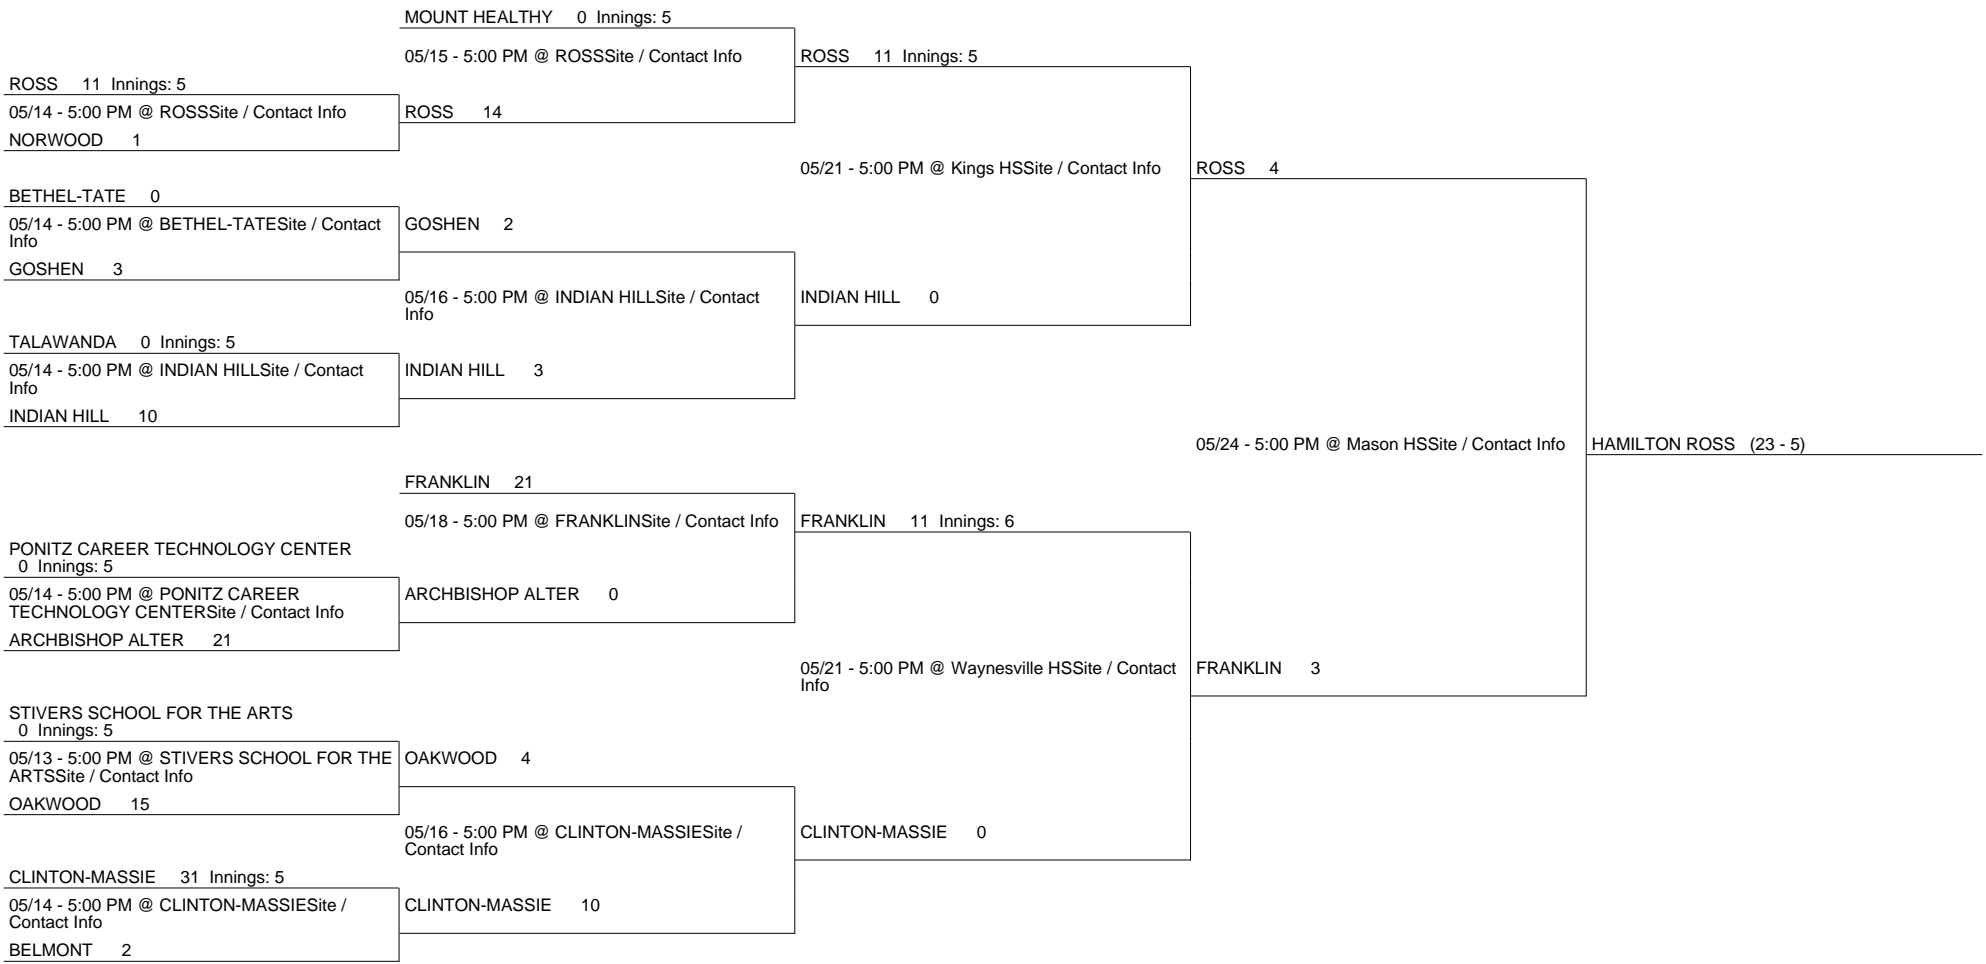 MOUNT HEALTHY 0 Innings: 5
05/15 - 5:00 PM @ ROSSSite / Contact Info
ROSS 11 Innings: 5
ROSS 11 Innings: 5
05/14 - 5:00 PM @ ROSSSite / Contact Info
ROSS 14
NORWOOD 1
05/21 - 5:00 PM @ Kings HSSite / Contact Info
ROSS 4
BETHEL-TATE 0
05/14 - 5:00 PM @ BETHEL-TATESite / Contact
Info
GOSHEN 2
GOSHEN 3
05/16 - 5:00 PM @ INDIAN HILLSite / Contact
Info
INDIAN HILL 0
TALAWANDA 0 Innings: 5
05/14 - 5:00 PM @ INDIAN HILLSite / Contact
Info
INDIAN HILL 3
INDIAN HILL 10
05/24 - 5:00 PM @ Mason HSSite / Contact Info
HAMILTON ROSS (23 - 5)
FRANKLIN 21
05/18 - 5:00 PM @ FRANKLINSite / Contact Info
FRANKLIN 11 Innings: 6
PONITZ CAREER TECHNOLOGY CENTER
0 Innings: 5
05/14 - 5:00 PM @ PONITZ CAREER
TECHNOLOGY CENTERSite / Contact Info
ARCHBISHOP ALTER 0
ARCHBISHOP ALTER 21
05/21 - 5:00 PM @ Waynesville HSSite / Contact
Info
FRANKLIN 3
STIVERS SCHOOL FOR THE ARTS
0 Innings: 5
05/13 - 5:00 PM @ STIVERS SCHOOL FOR THE
ARTSSite / Contact Info
OAKWOOD 4
OAKWOOD 15
05/16 - 5:00 PM @ CLINTON-MASSIESite /
Contact Info
CLINTON-MASSIE 0
CLINTON-MASSIE 31 Innings: 5
05/14 - 5:00 PM @ CLINTON-MASSIESite /
Contact Info
CLINTON-MASSIE 10
BELMONT 2